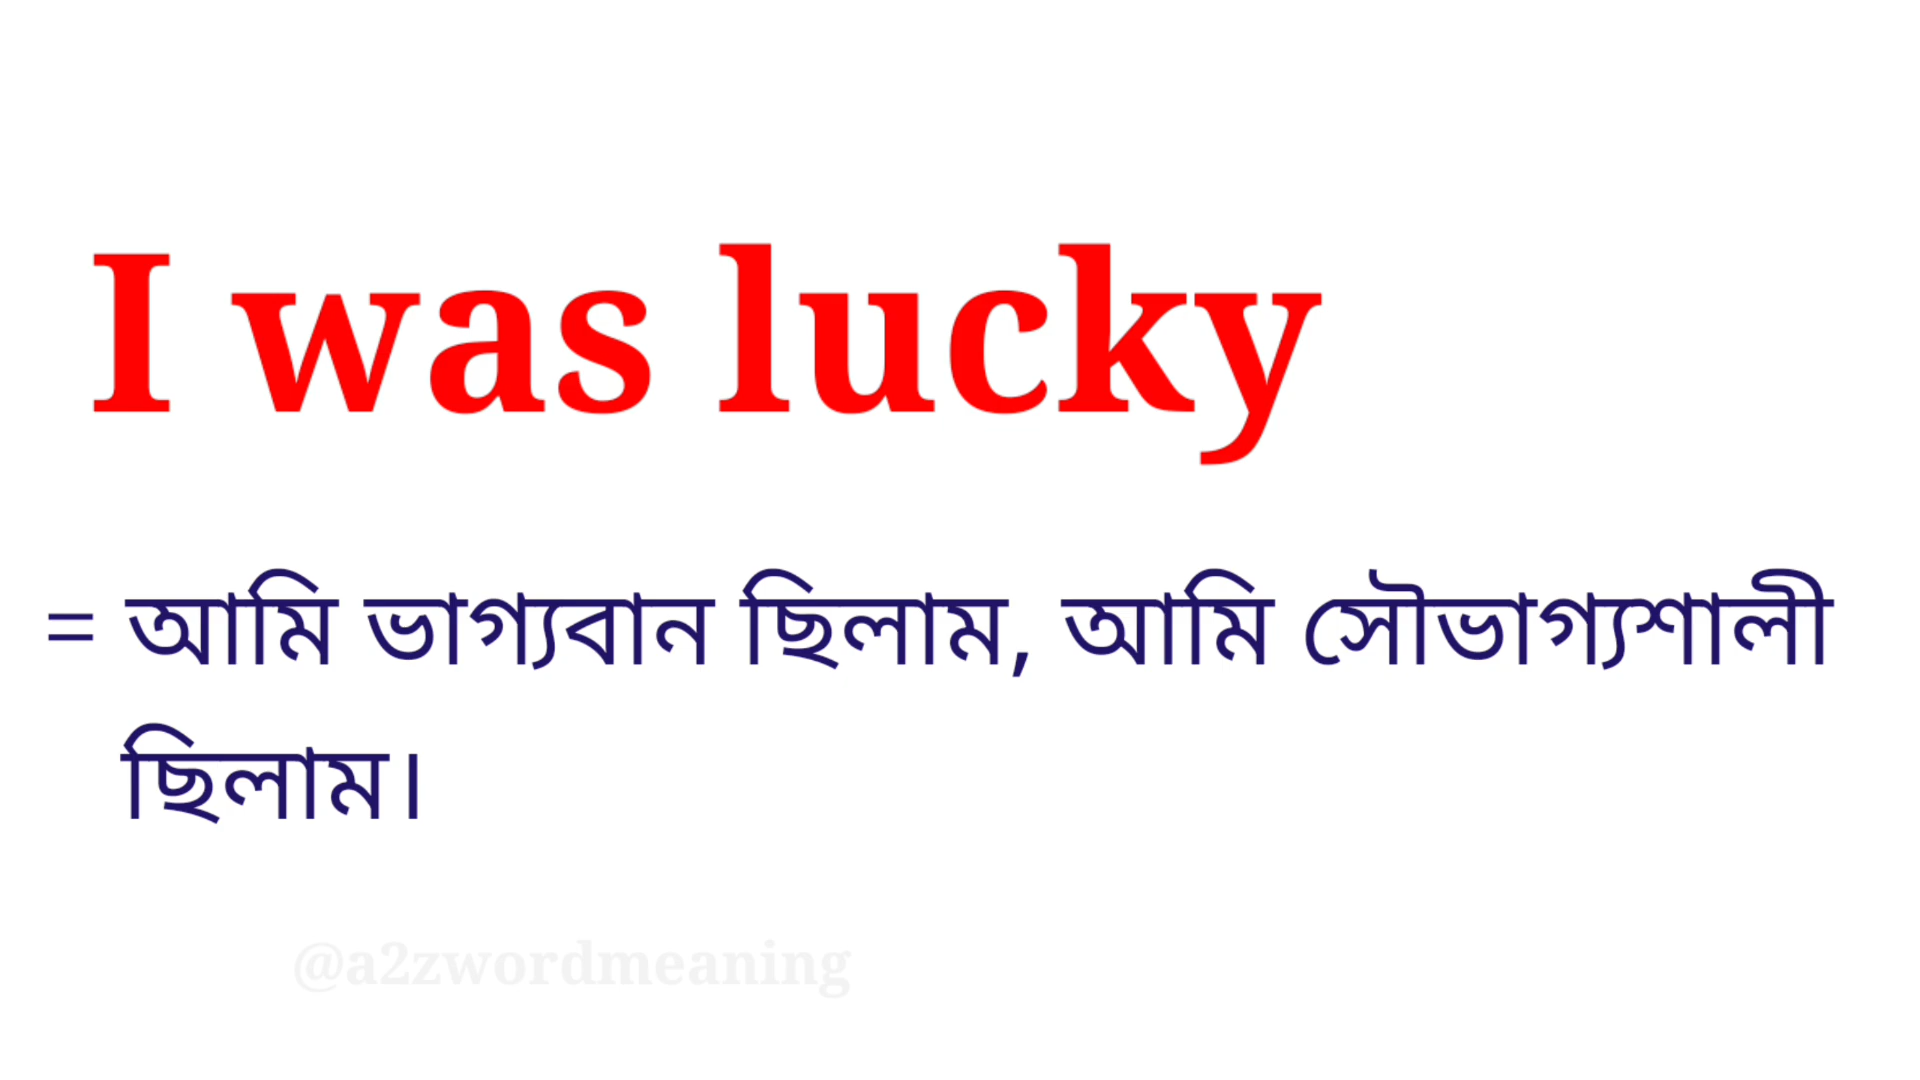 I was lucky
= আমি ভাগ্যবান ছিলাম, আমি সৌভাগ্যশালী
ছিলাম।
@a2zwordmeaning